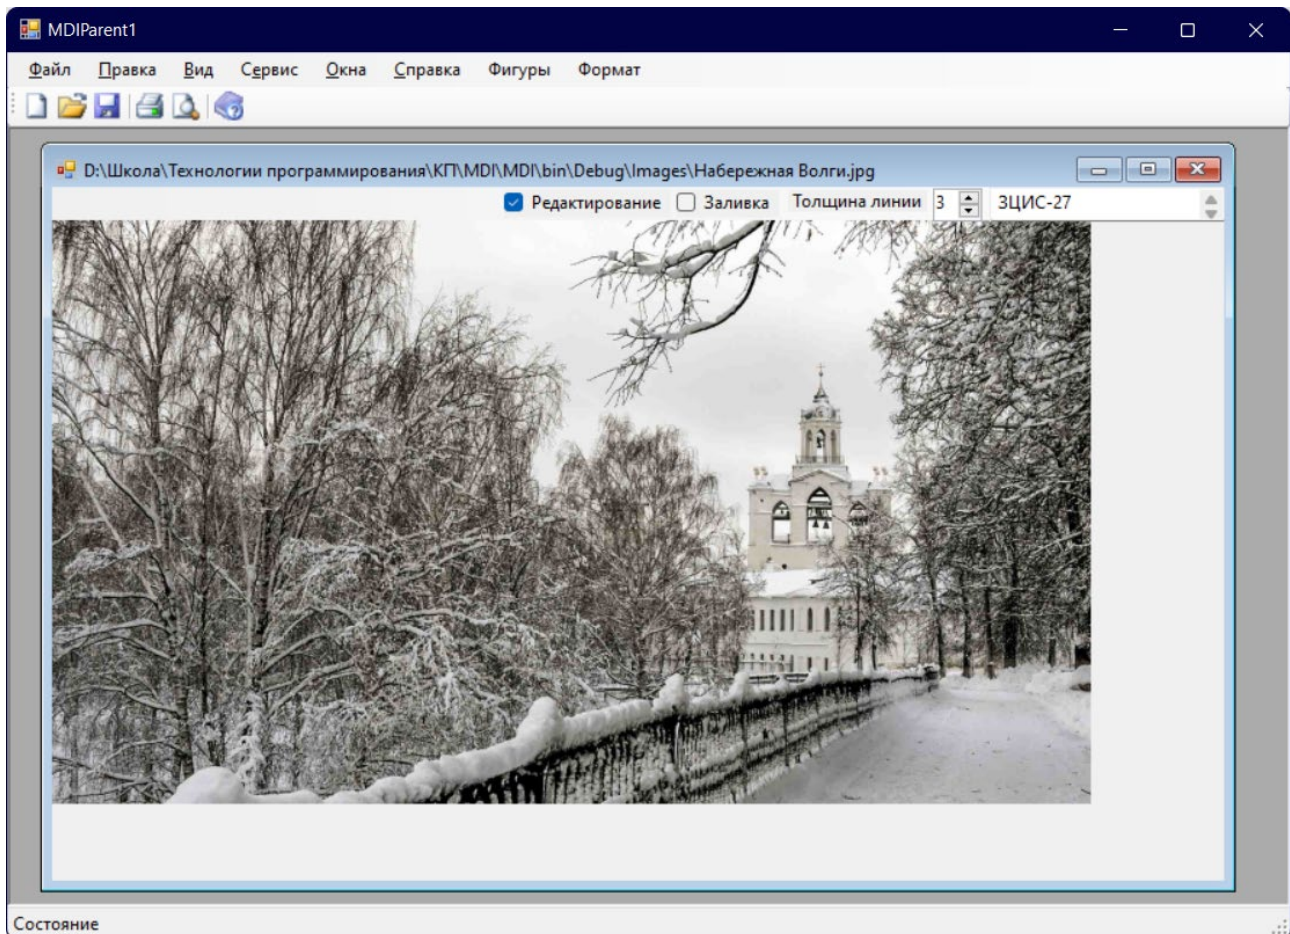 MDIParent1
Файл Правка Вид Сервис Окна Справка Фигуры Формат
D:\Школа\Технологии программирования\КП\MDI\MDI\bin\Debug\Images\Набережная Волги.jpg
Редактирование Заливка Толщина линии 3 ЗЦИС-27
Состояние